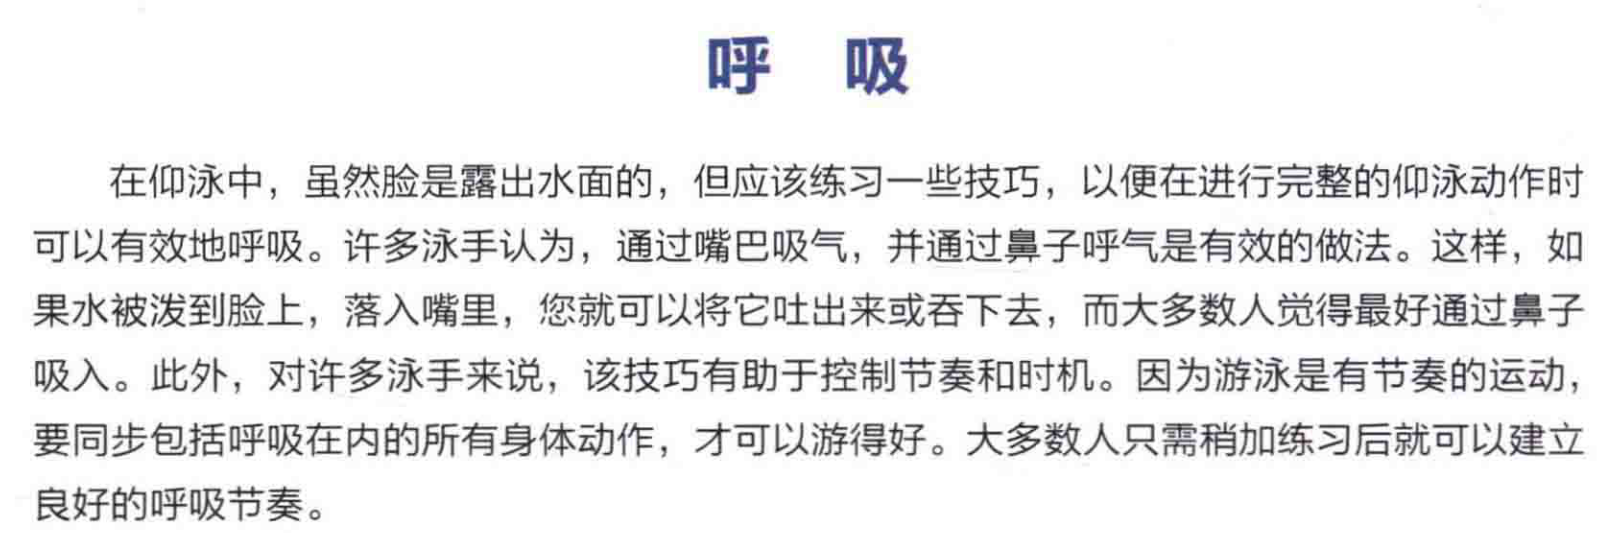 呼 吸
在仰泳中，虽然脸是露出水面的，但应该练习一些技巧，以便在进行完整的仰泳动作时
可以有效地呼吸。许多泳手认为，通过嘴巴吸气，并通过鼻子呼气是有效的做法。这样，如
果水被泼到脸上，落入嘴里，您就可以将它吐出来或吞下去，而大多数人觉得最好通过鼻子
吸入。此外，对许多泳手来说，该技巧有助于控制节奏和时机。因为游泳是有节奏的运动，
要同步包括呼吸在内的所有身体动作，才可以游得好。大多数人只需稍加练习后就可以建立
良好的呼吸节奏。